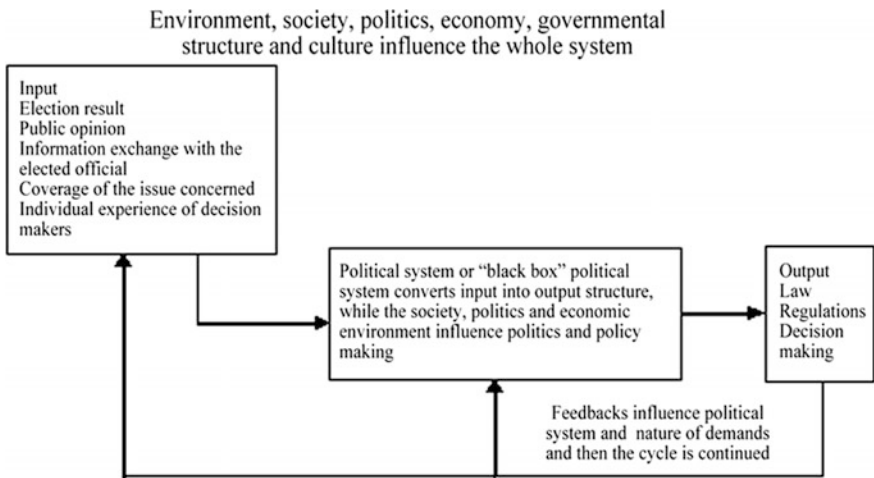 Environment, society, politics, economy, governmental
structure and culture influence the whole system
Input
Election result
Public opinion
Information exchange with the
elected official
Coverage of the issue concerned
Individual experience of decision
makers
Political system or “black box” political
system converts input into output structure,
while the society, politics and economic
environment influence politics and policy
making
Output
Law
Regulations
Decision
making
Feedbacks influence political
system and nature of demands
and then the cycle is continued